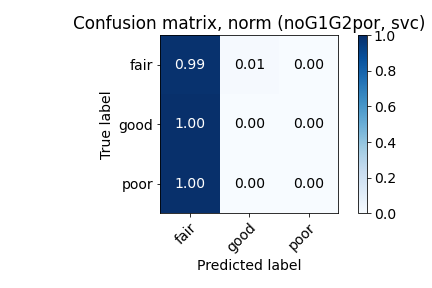 Confusion matrix, norm (noG1G2por, svc)
True label
fair 0.99 0.01 0.00
good 1.00 0.00 0.00
poor 1.00 0.00 0.00
fair good poor
Predicted label
1.0
0.8
0.6
0.4
0.2
0.0